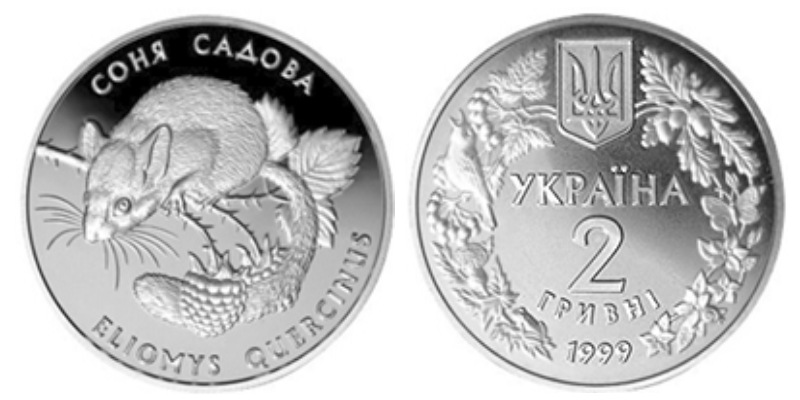 СОНЯ САДОВА
ELIOMYS QUERCINUS
УКРАЇНА
2
ГРИВНІ
1999